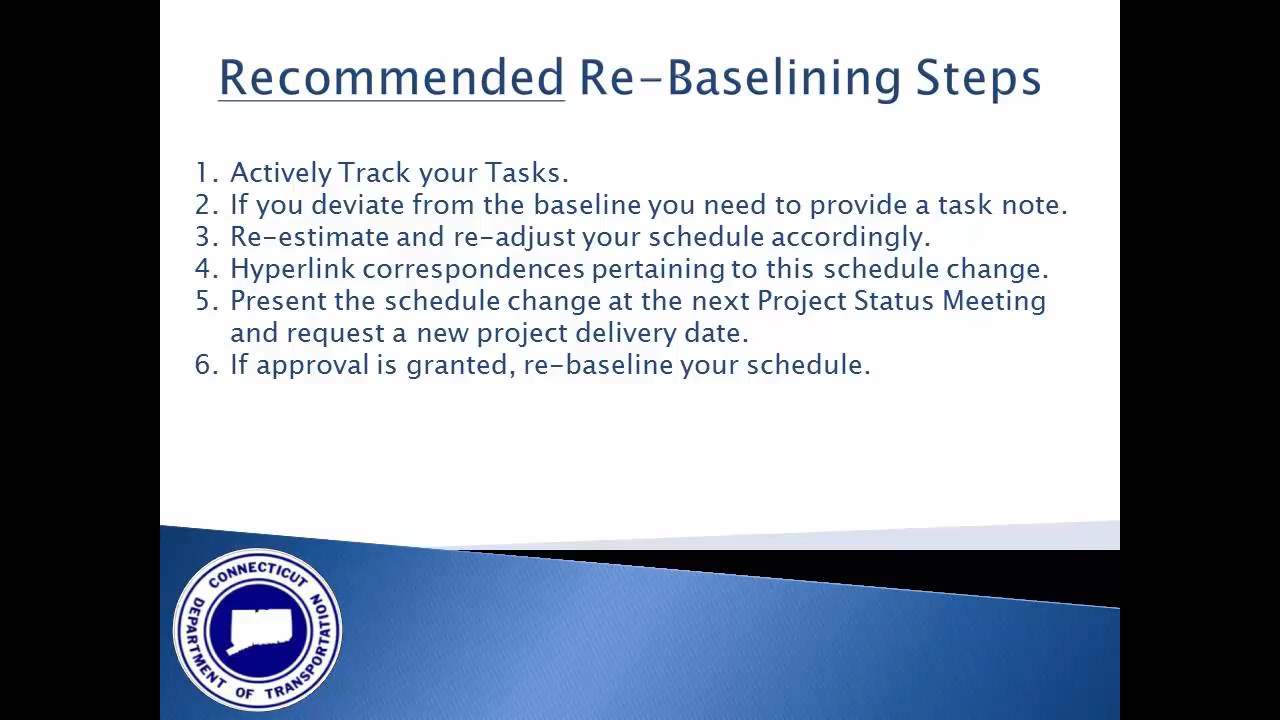 Recommended Re-Baselining Steps
1. Actively Track your Tasks.
2. If you deviate from the baseline you need to provide a task note.
3. Re-estimate and re-adjust your schedule accordingly.
4. Hyperlink correspondences pertaining to this schedule change.
5. Present the schedule change at the next Project Status Meeting
and request a new project delivery date.
6. If approval is granted, re-baseline your schedule.
CONNECTICUT
DEPARTMENT OF TRANSPORTATION